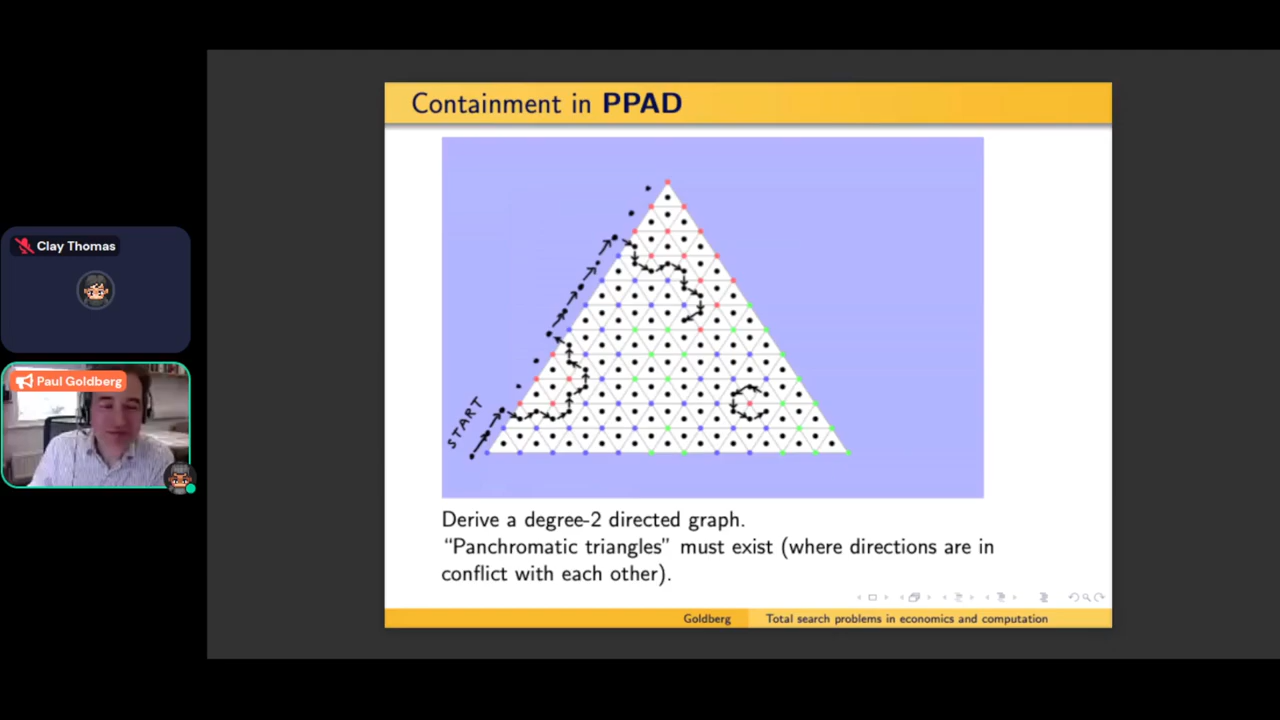 Containment in PPAD
Clay Thomas
Paul Goldberg
START
Derive a degree-2 directed graph.
“Panchromatic triangles” must exist (where directions are in
conflict with each other).
Goldberg
Total search problems in economics and computation